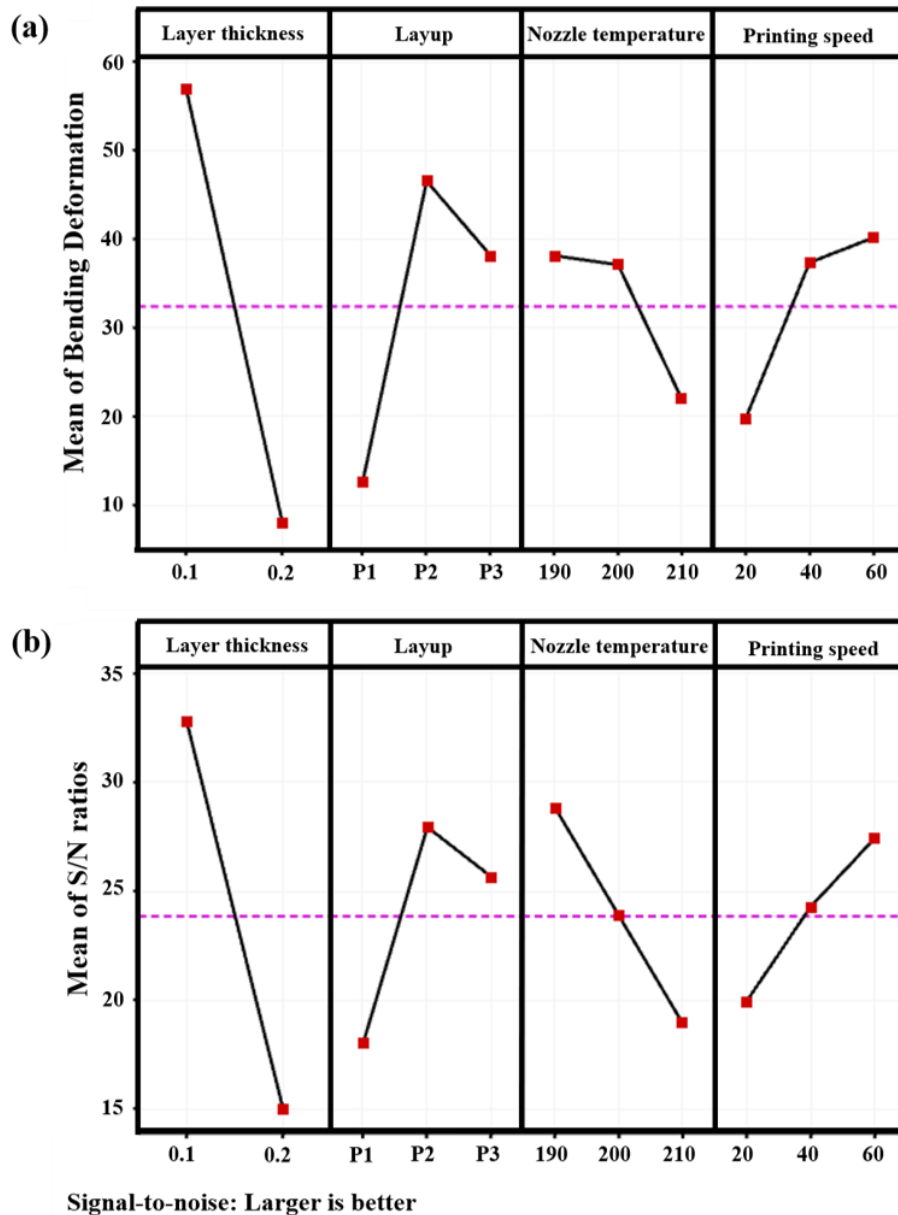 (a)
Layer thickness Layup Nozzle temperature Printing speed
Mean of Bending Deformation
60
50
40
30
20
10
0.1 0.2 P1 P2 P3 190 200 210 20 40 60
(b)
Layer thickness Layup Nozzle temperature Printing speed
Mean of S/N ratios
35
30
25
20
15
0.1 0.2 P1 P2 P3 190 200 210 20 40 60
Signal-to-noise: Larger is better